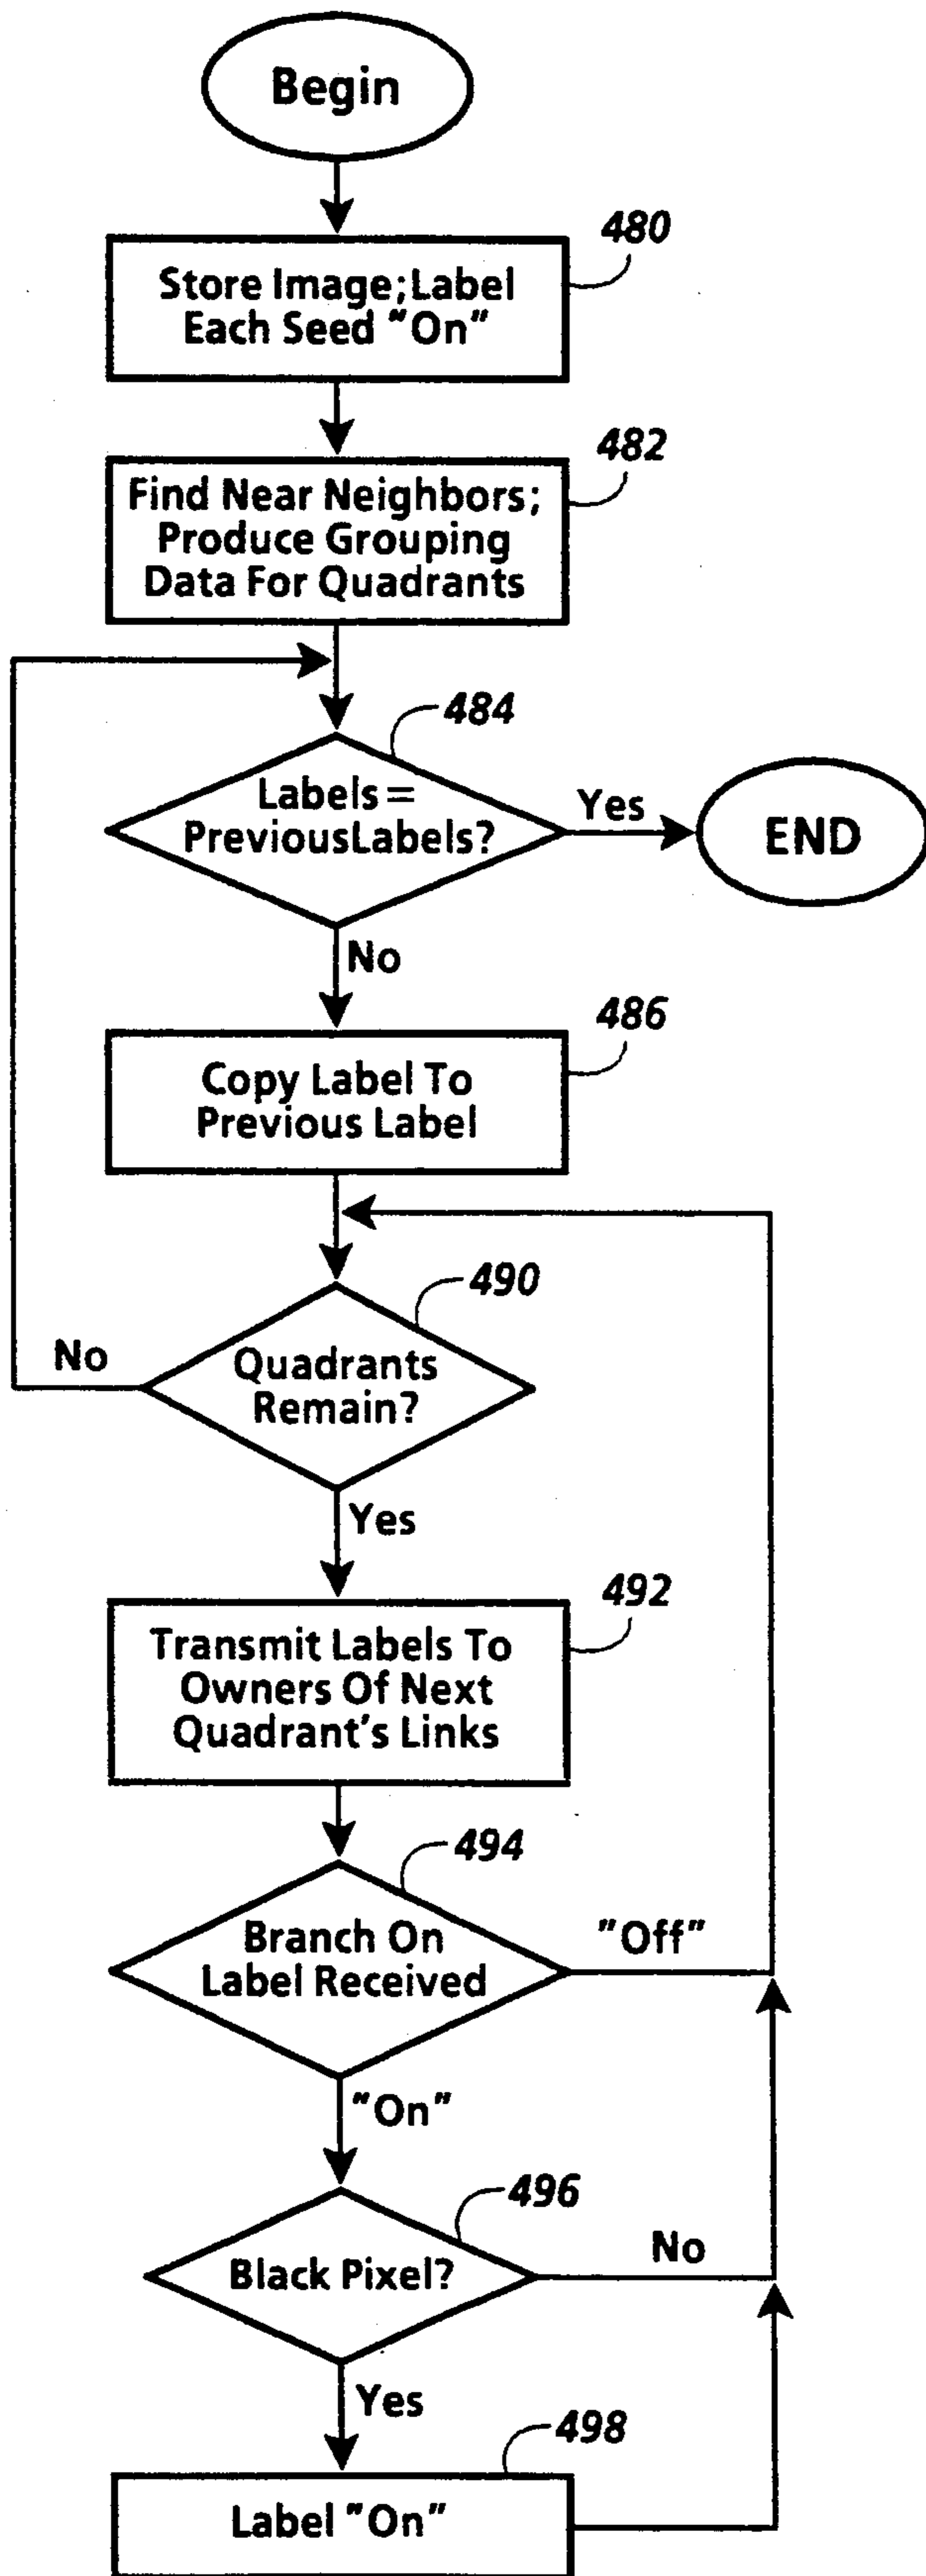 Begin
480
Store Image; Label
Each Seed "On"
482
Find Near Neighbors;
Produce Grouping
Data For Quadrants
484
Labels =
PreviousLabels?
Yes
END
No
486
Copy Label To
Previous Label
490
No
Quadrants
Remain?
Yes
492
Transmit Labels To
Owners Of Next
Quadrant's Links
494
Branch On
Label Received
"Off"
"On"
496
Black Pixel?
No
Yes
498
Label "On"